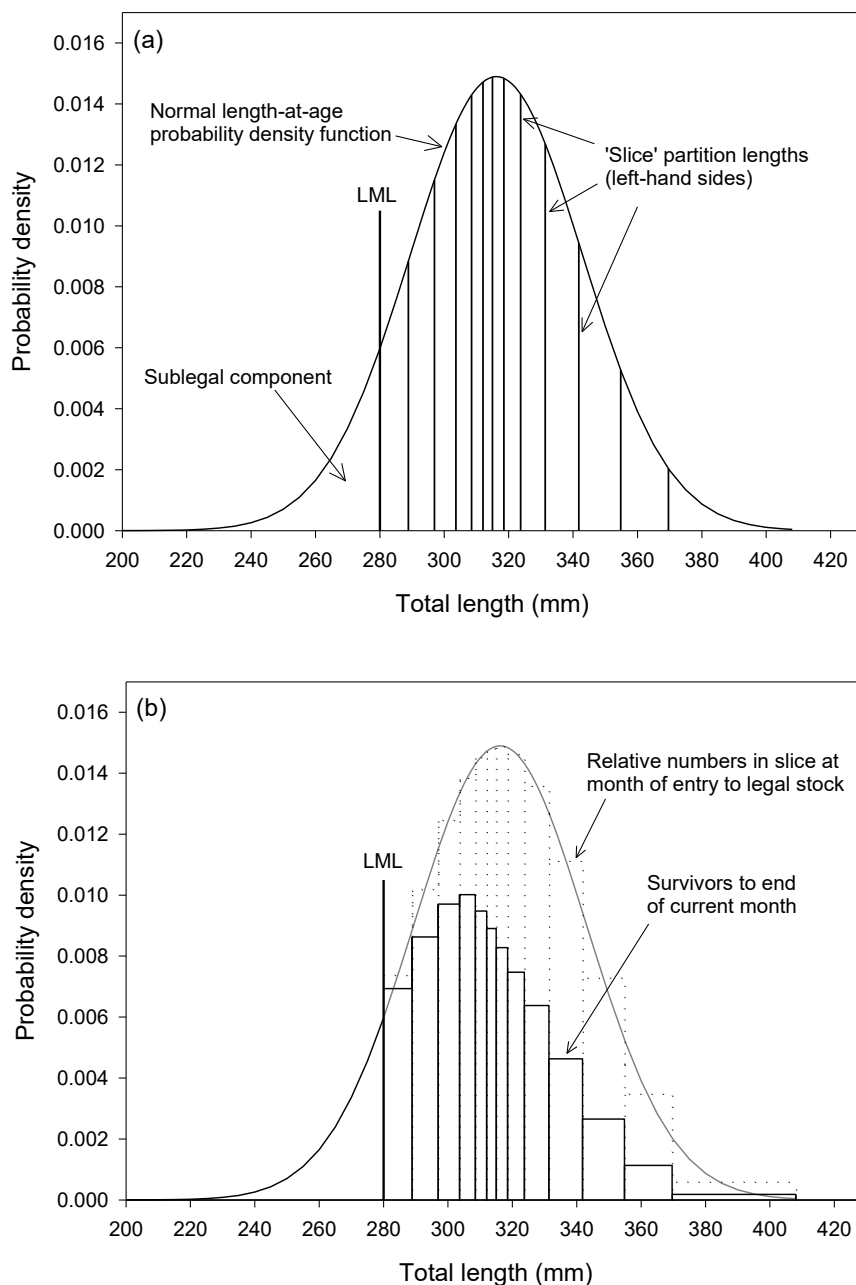 (a)
0.016
0.014
0.012
0.010
0.008
0.006
0.004
0.002
0.000
Probability density
Normal length-at-age
probability density function
'Slice' partition lengths
(left-hand sides)
LML
Sublegal component
200 220 240 260 280 300 320 340 360 380 400 420
Total length (mm)
(b)
0.016
0.014
0.012
0.010
0.008
0.006
0.004
0.002
0.000
Probability density
Relative numbers in slice at
month of entry to legal stock
LML
Survivors to end
of current month
200 220 240 260 280 300 320 340 360 380 400 420
Total length (mm)